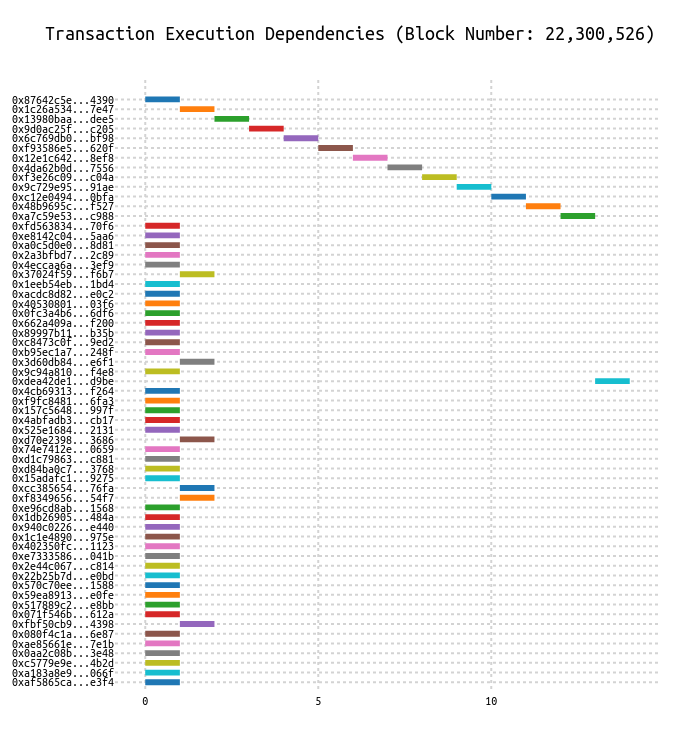 Transaction Execution Dependencies (Block Number: 22,300,526)
0x87642c5e...4390
0x1c26a534...7e47
0x13980baa...dee5
0x9d0ac25f...c205
0x6c769db0...bf98
0xf93586e5...620f
0x12e1c642...8ef8
0x4da62b0d...7556
0xf3e26c09...c04a
0x9c729e95...91ae
0xc12e0494...0bfa
0x48b9695c...f527
0xa7c59e53...c988
0xfd563834...70f6
0xe8142c04...5aa6
0xa0c5d0e0...8d81
0x2a3bfbd7...2c89
0x4eccaa6a...3ef9
0x37024f59...f6b7
0x1eeb54eb...1bd4
0xacdc8d82...e0c2
0x40530801...03f6
0x0fc3a4b6...6df6
0x662a409a...f200
0x89997b11...b35b
0xc8473c0f...9ed2
0xb95ec1a7...248f
0x3d60db84...e6f1
0x9c94a810...f4e8
0xdea42de1...d9be
0x4cb69313...f264
0xf9fc8481...6fa3
0x157c5648...997f
0x4abfadb3...cb17
0x525e1684...2131
0xd70e2398...3686
0x74e7412e...0659
0xd1c79863...c881
0xd84ba0c7...3768
0x15adafc1...9275
0xcc385654...76fa
0xf8349656...54f7
0xe96cd8ab...1568
0x1db26905...484a
0x940c0226...e440
0x1c1e4890...975e
0x402350fc...1123
0xe7333586...041b
0x2e44c067...c814
0x22b25b7d...e0bd
0x570c70ee...1588
0x59ea8913...e0fe
0x517889c2...e8bb
0x071f546b...612a
0xfbf50cb9...4398
0x080f4c1a...6e87
0xae85661e...7e1b
0x0aa2c08b...3e48
0xc5779e9e...4b2d
0xa183a8e9...066f
0xaf5865ca...e3f4
0 5 10